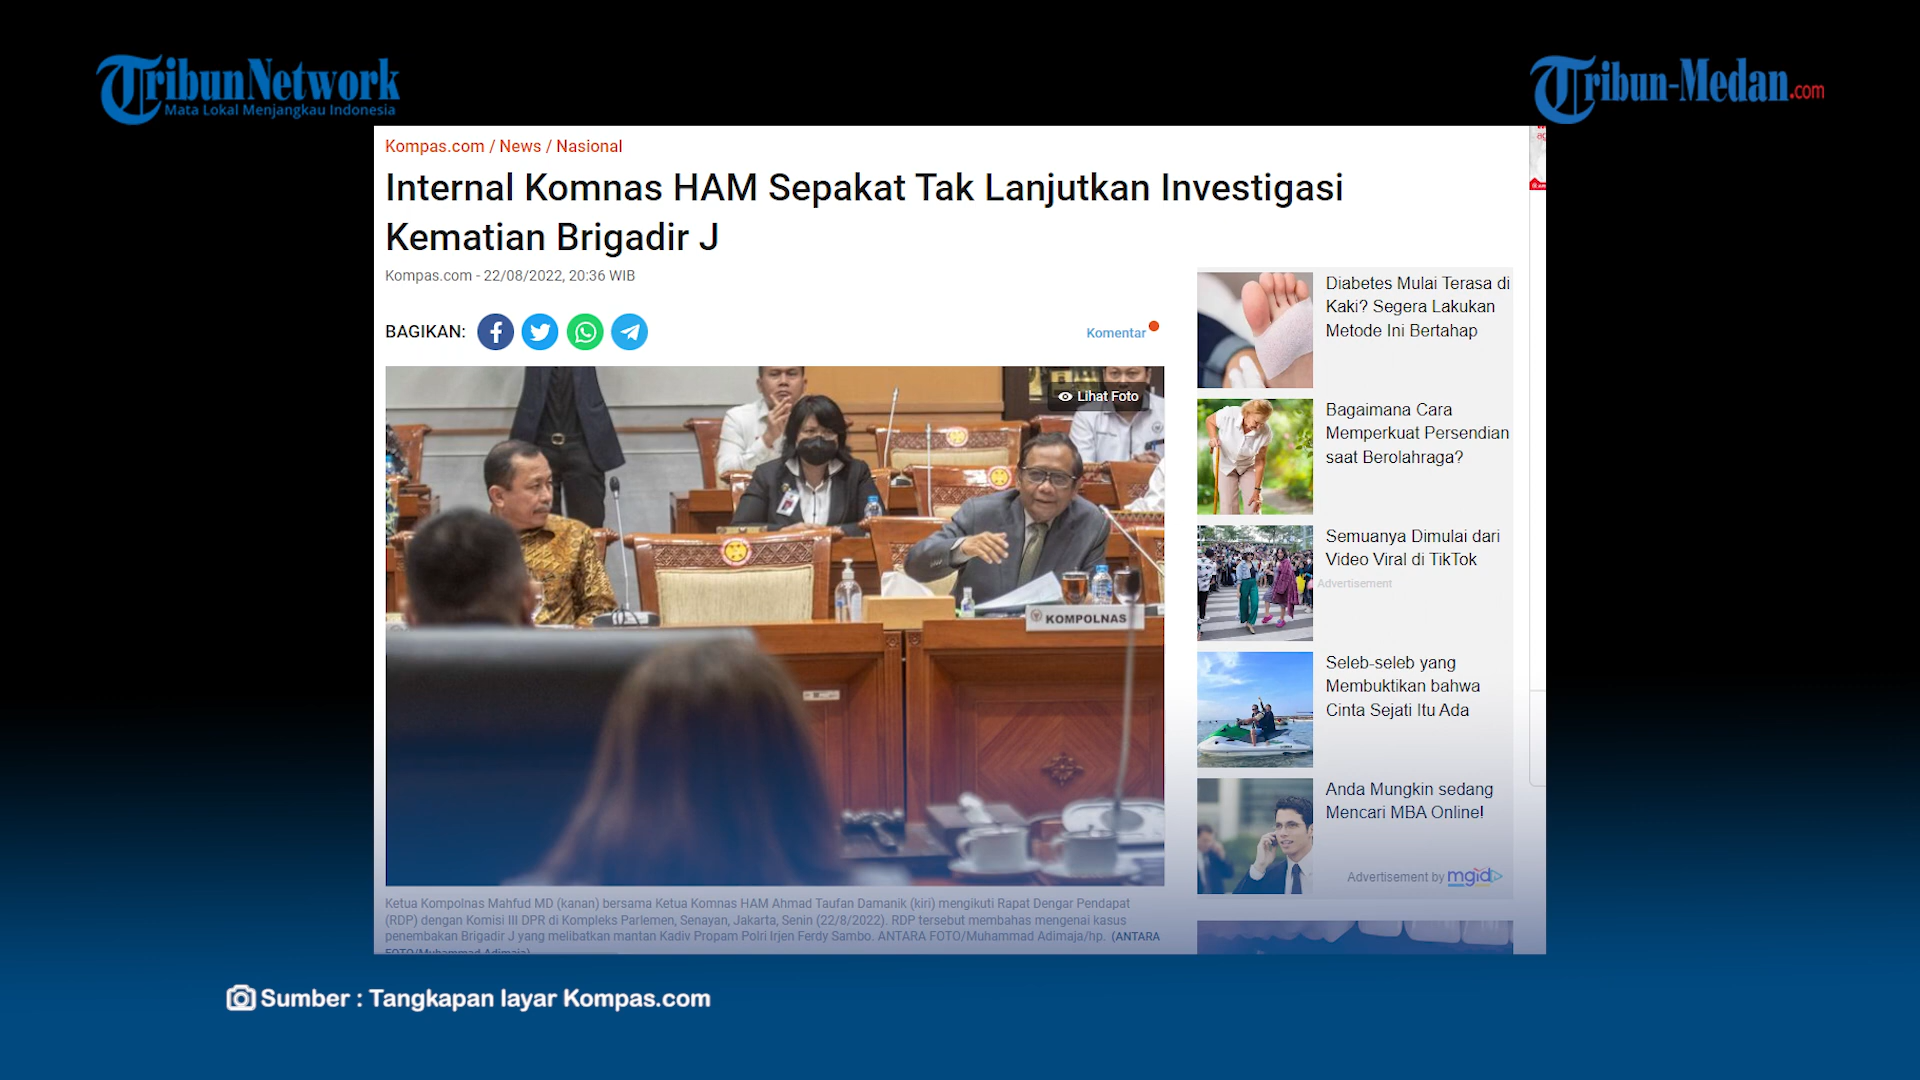 Tribun Network
Mata Lokal Menjangkau Indonesia
Tribun-Medan.com
Kompas.com / News / Nasional
Internal Komnas HAM Sepakat Tak Lanjutkan Investigasi
Kematian Brigadir J
Kompas.com - 22/08/2022, 20:36 WIB
BAGIKAN:
Komentar
Lihat Foto
KOMPOLNAS
Ketua Kompolnas Mahfud MD (kanan) bersama Ketua Komnas HAM Ahmad Taufan Damanik (kiri) mengikuti Rapat Dengar Pendapat
(RDP) dengan Komisi III DPR di Kompleks Parlemen, Senayan, Jakarta, Senin (22/8/2022). RDP tersebut membahas mengenai kasus
penembakan Brigadir J yang melibatkan mantan Kadiv Propam Polri Irjen Ferdy Sambo. ANTARA FOTO/Muhammad Adimaja/hp. (ANTARA
FOTO/Muhammad Adimaja)
Diabetes Mulai Terasa di
Kaki? Segera Lakukan
Metode Ini Bertahap
Bagaimana Cara
Memperkuat Persendian
saat Berolahraga?
Semuanya Dimulai dari
Video Viral di TikTok
Advertisement
Seleb-seleb yang
Membuktikan bahwa
Cinta Sejati Itu Ada
Anda Mungkin sedang
Mencari MBA Online!
Advertisement by mgid
Sumber : Tangkapan layar Kompas.com